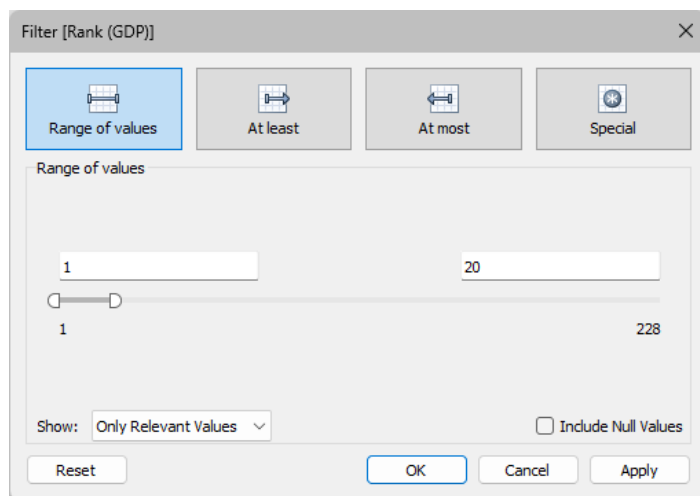 Filter [Rank (GDP)]
Range of values
At least
At most
Special
Range of values
1
20
1
228
Show:
Only Relevant Values
Include Null Values
Reset
OK
Cancel
Apply